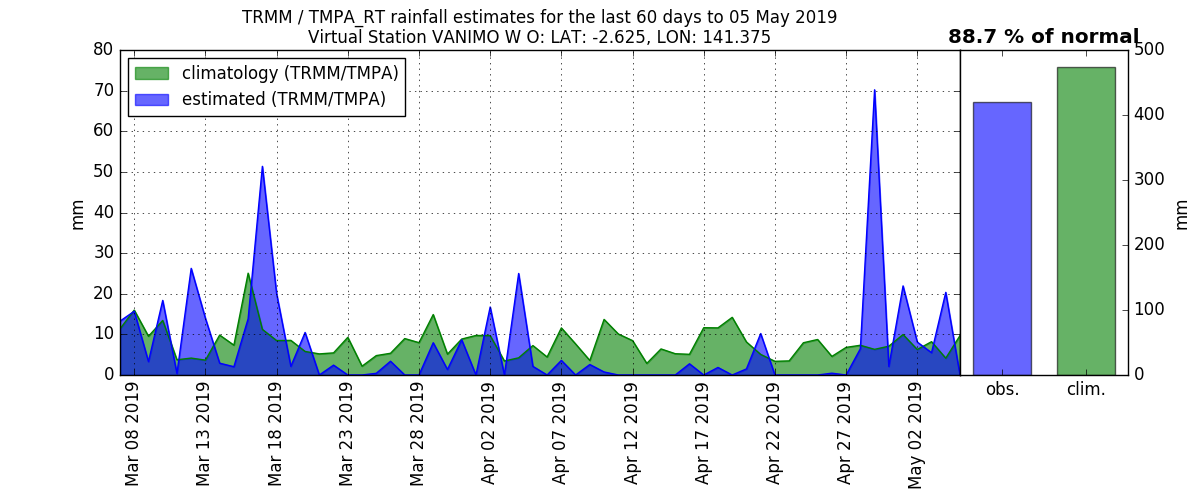 TRMM / TMPA_RT rainfall estimates for the last 60 days to 05 May 2019
Virtual Station VANIMO W O: LAT: -2.625, LON: 141.375
88.7 % of normal
climatology (TRMM/TMPA)
estimated (TRMM/TMPA)
mm
80
70
60
50
40
30
20
10
0
Mar 08 2019
Mar 13 2019
Mar 18 2019
Mar 23 2019
Mar 28 2019
Apr 02 2019
Apr 07 2019
Apr 12 2019
Apr 17 2019
Apr 22 2019
Apr 27 2019
May 02 2019
obs.
clim.
500
400
300
200
100
0
mm